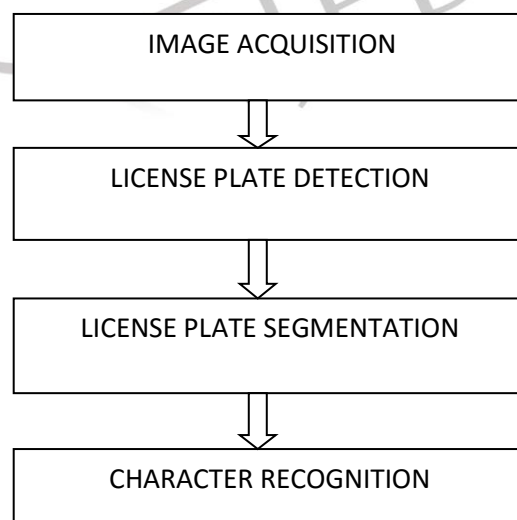 IMAGE ACQUISITION
LICENSE PLATE DETECTION
LICENSE PLATE SEGMENTATION
CHARACTER RECOGNITION